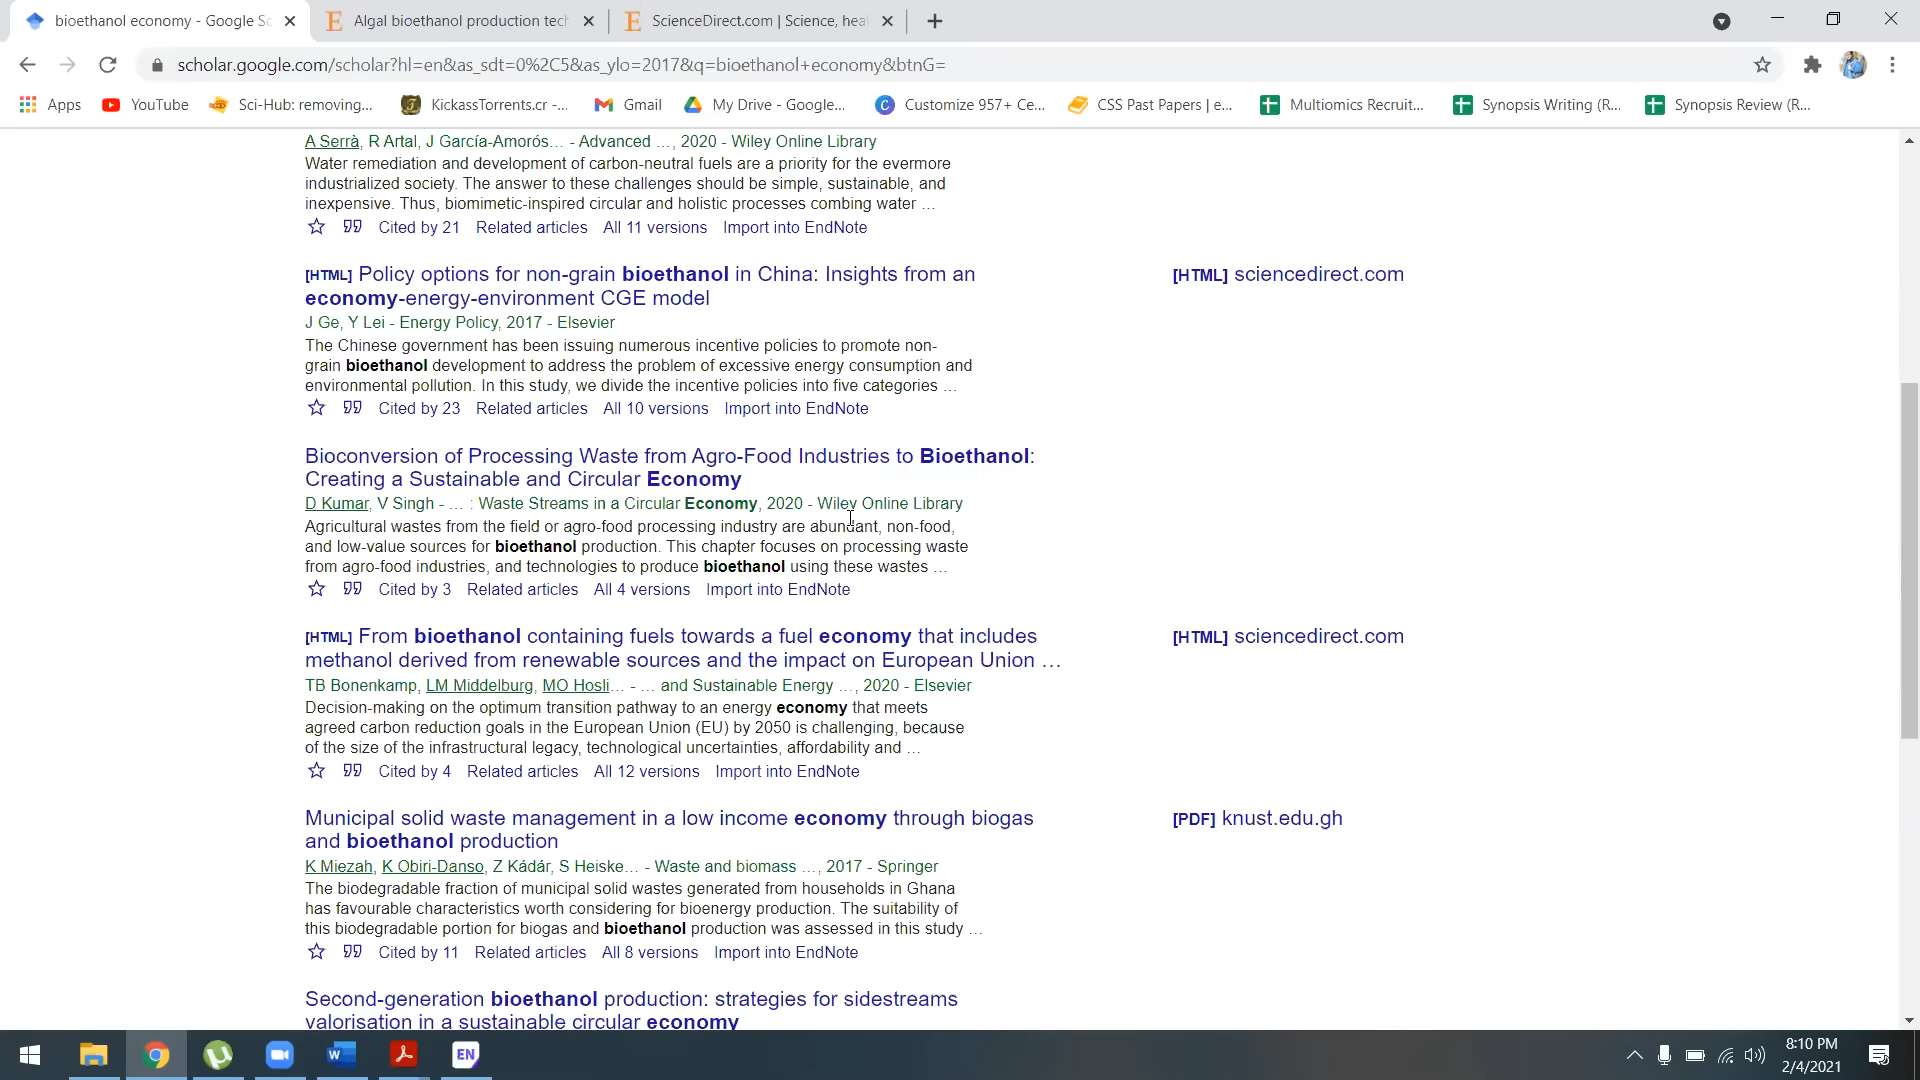 bioethanol economy - Google Sc
Algal bioethanol production tech
ScienceDirect.com | Science, heal
scholar.google.com/scholar?hl=en&as_sdt=0%2C5&as_ylo=2017&q=bioethanol+economy&btnG=
Apps YouTube Sci-Hub: removing... KickassTorrents.cr -... Gmail My Drive - Google... Customize 957+ Ce... CSS Past Papers | e... Multiomics Recruit... Synopsis Writing (R... Synopsis Review (R...
A Serrà, R Artal, J García-Amorós... - Advanced ..., 2020 - Wiley Online Library
Water remediation and development of carbon-neutral fuels are a priority for the evermore
industrialized society. The answer to these challenges should be simple, sustainable, and
inexpensive. Thus, biomimetic-inspired circular and holistic processes combing water ...
Cited by 21 Related articles All 11 versions Import into EndNote
[HTML] Policy options for non-grain bioethanol in China: Insights from an
economy-energy-environment CGE model
[HTML] sciencedirect.com
J Ge, Y Lei - Energy Policy, 2017 - Elsevier
The Chinese government has been issuing numerous incentive policies to promote non-
grain bioethanol development to address the problem of excessive energy consumption and
environmental pollution. In this study, we divide the incentive policies into five categories ...
Cited by 23 Related articles All 10 versions Import into EndNote
Bioconversion of Processing Waste from Agro-Food Industries to Bioethanol:
Creating a Sustainable and Circular Economy
D Kumar, V Singh - ... : Waste Streams in a Circular Economy, 2020 - Wiley Online Library
Agricultural wastes from the field or agro-food processing industry are abundant, non-food,
and low-value sources for bioethanol production. This chapter focuses on processing waste
from agro-food industries, and technologies to produce bioethanol using these wastes ...
Cited by 3 Related articles All 4 versions Import into EndNote
[HTML] From bioethanol containing fuels towards a fuel economy that includes
methanol derived from renewable sources and the impact on European Union ...
[HTML] sciencedirect.com
TB Bonenkamp, LM Middelburg, MO Hosli... - ... and Sustainable Energy ..., 2020 - Elsevier
Decision-making on the optimum transition pathway to an energy economy that meets
agreed carbon reduction goals in the European Union (EU) by 2050 is challenging, because
of the size of the infrastructural legacy, technological uncertainties, affordability and ...
Cited by 4 Related articles All 12 versions Import into EndNote
Municipal solid waste management in a low income economy through biogas
and bioethanol production
[PDF] knust.edu.gh
K Miezah, K Obiri-Danso, Z Kádár, S Heiske... - Waste and biomass ..., 2017 - Springer
The biodegradable fraction of municipal solid wastes generated from households in Ghana
has favourable characteristics worth considering for bioenergy production. The suitability of
this biodegradable portion for biogas and bioethanol production was assessed in this study ...
Cited by 11 Related articles All 8 versions Import into EndNote
Second-generation bioethanol production: strategies for sidestreams
valorisation in a sustainable circular economy
EN
8:10 PM
2/4/2021